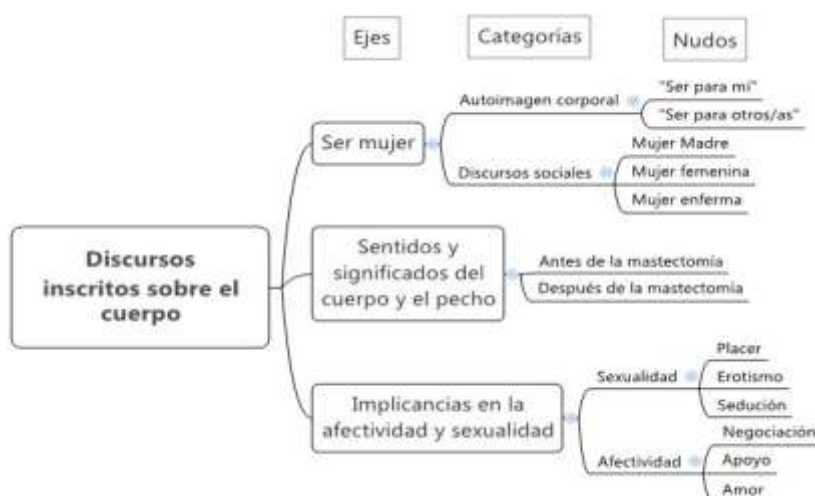 Ejes
Categorías
Nudos
Discursos
inscritos sobre el
cuerpo
Ser mujer
Autoimagen corporal
"Ser para mi"
"Ser para otros/as"
Discursos sociales
Mujer Madre
Mujer femenina
Mujer enferma
Sentidos y
significados del
cuerpo y el pecho
Antes de la mastectomía
Después de la mastectomía
Implicancias en la
afectividad y sexualidad
Sexualidad
Placer
Erotismo
Sedución
Afectividad
Negociación
Apoyo
Amor